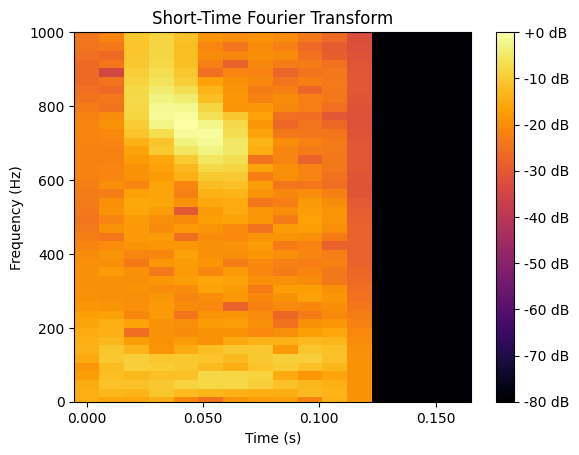 Short-Time Fourier Transform
Frequency (Hz)
1000
800
600
400
200
0
0.000
0.050
0.100
0.150
Time (s)
+0 dB
-10 dB
-20 dB
-30 dB
-40 dB
-50 dB
-60 dB
-70 dB
-80 dB